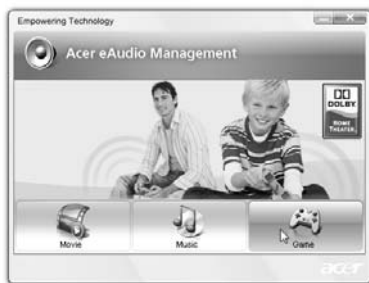 Empowering Technology
Acer eAudio Management
DOLBY
HOME
THEATER
Movie
Music
Game
acer